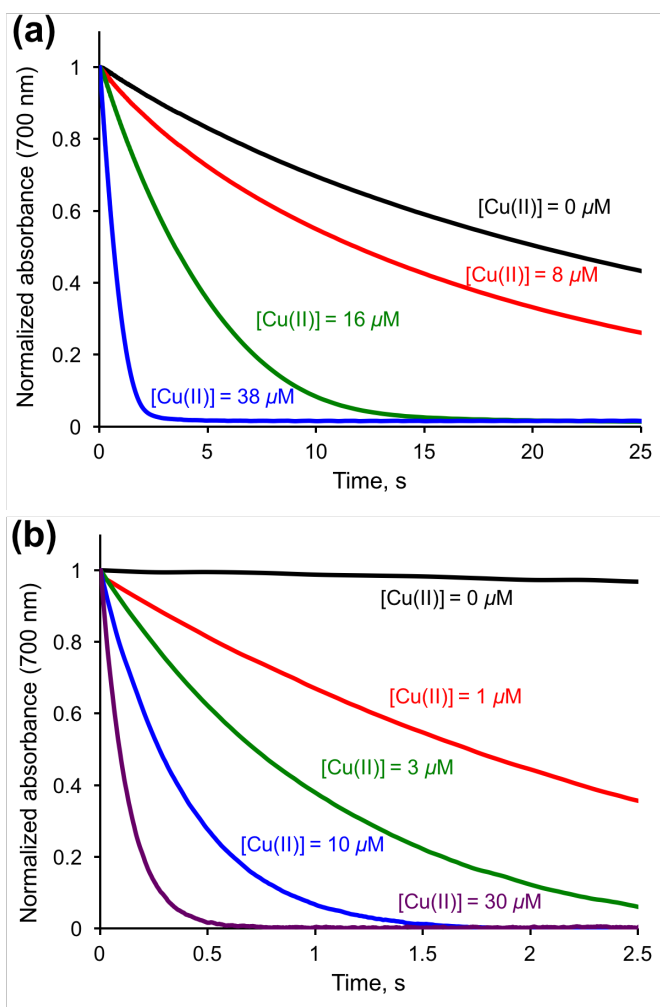 (a)
Normalized absorbance (700 nm)
1
0.8
0.6
0.4
0.2
0
[Cu(II)] = 0 µM
[Cu(II)] = 8 µM
[Cu(II)] = 16 µM
[Cu(II)] = 38 µM
0 5 10 15 20 25
Time, s
(b)
Normalized absorbance (700 nm)
1
0.8
0.6
0.4
0.2
0
[Cu(II)] = 0 µM
[Cu(II)] = 1 µM
[Cu(II)] = 3 µM
[Cu(II)] = 10 µM
[Cu(II)] = 30 µM
0 0.5 1 1.5 2 2.5
Time, s